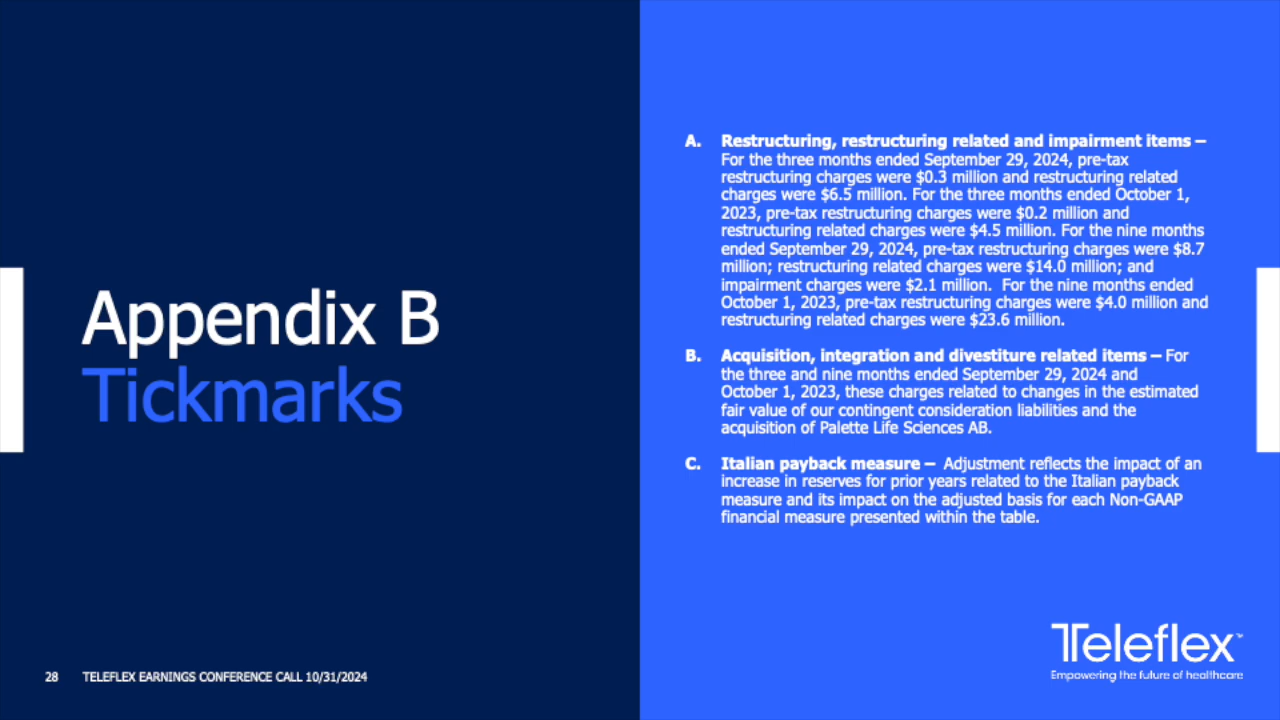 Appendix B
Tickmarks
A. Restructuring, restructuring related and impairment items –
For the three months ended September 29, 2024, pre-tax
restructuring charges were $0.3 million and restructuring related
charges were $6.5 million. For the three months ended October 1,
2023, pre-tax restructuring charges were $0.2 million and
restructuring related charges were $4.5 million. For the nine months
ended September 29, 2024, pre-tax restructuring charges were $8.7
million; restructuring related charges were $14.0 million; and
impairment charges were $2.1 million. For the nine months ended
October 1, 2023, pre-tax restructuring charges were $4.0 million and
restructuring related charges were $23.6 million.
B. Acquisition, integration and divestiture related items – For
the three and nine months ended September 29, 2024 and
October 1, 2023, these charges related to changes in the estimated
fair value of our contingent consideration liabilities and the
acquisition of Palette Life Sciences AB.
C. Italian payback measure – Adjustment reflects the impact of an
increase in reserves for prior years related to the Italian payback
measure and its impact on the adjusted basis for each Non-GAAP
financial measure presented within the table.
Teleflex™
Empowering the future of healthcare
28 TELEFLEX EARNINGS CONFERENCE CALL 10/31/2024